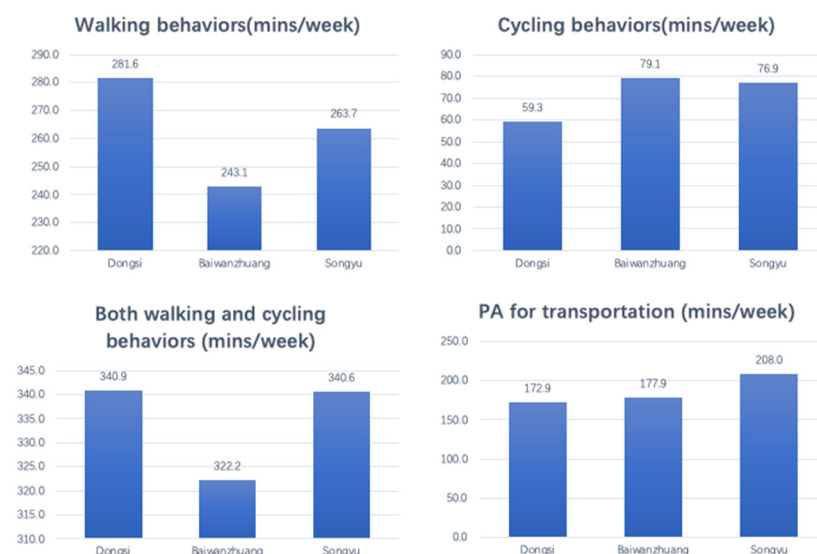 Walking behaviors(mins/week)
290.0
280.0
270.0
260.0
250.0
240.0
230.0
220.0
281.6
243.1
263.7
Dongsi
Baiwanzhuang
Songyu
Cycling behaviors(mins/week)
90.0
80.0
70.0
60.0
50.0
40.0
30.0
20.0
10.0
0.0
59.3
79.1
76.9
Dongsi
Baiwanzhuang
Songyu
Both walking and cycling
behaviors (mins/week)
345.0
340.0
335.0
330.0
325.0
320.0
315.0
310.0
340.9
322.2
340.6
Dongsi
Baiwanzhuang
Songyu
PA for transportation (mins/week)
250.0
200.0
150.0
100.0
50.0
0.0
172.9
177.9
208.0
Dongsi
Baiwanzhuang
Songyu